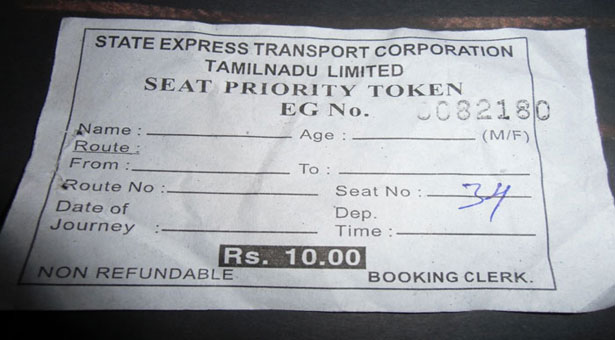 STATE EXPRESS TRANSPORT CORPORATION
TAMILNADU LIMITED
SEAT PRIORITY TOKEN
EG No. 0082180
Name : Age : (M/F)
Route :
From : To :
Route No : Seat No : 34
Date of Dep.
Journey : Time :
Rs. 10.00
NON REFUNDABLE BOOKING CLERK.